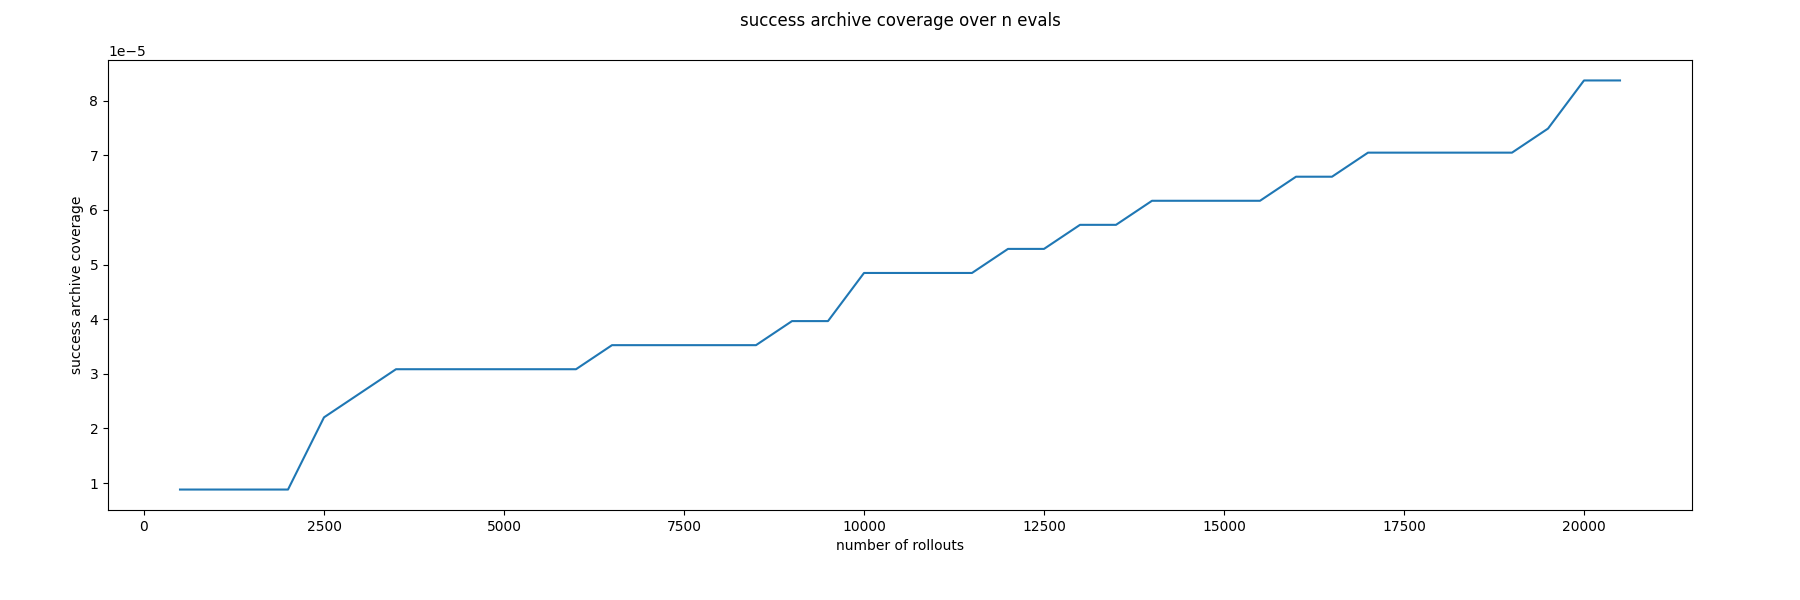 success archive coverage over n evals
1e−5
8
7
6
5
4
3
2
1
success archive coverage
0 2500 5000 7500 10000 12500 15000 17500 20000
number of rollouts